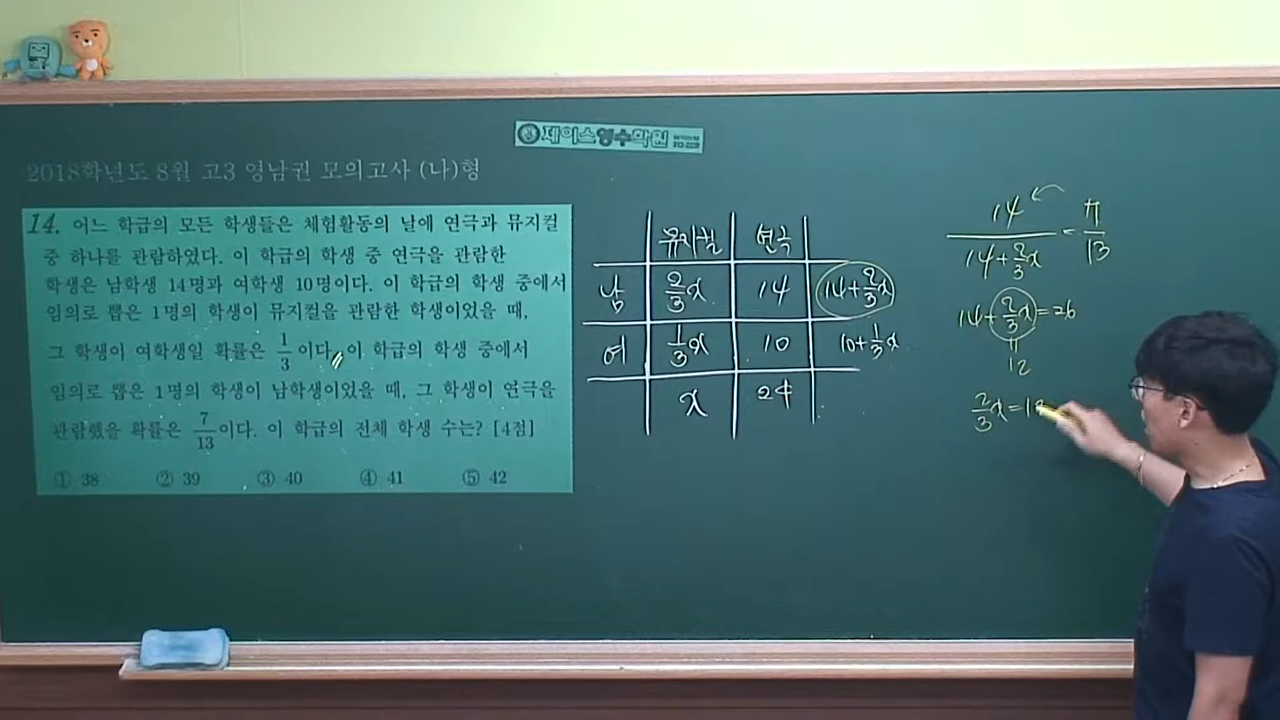 제이스영수학원
2018학년도 8월 고3 영남권 모의고사 (나)형
14. 어느 학급의 모든 학생들은 체험활동의 날에 연극과 뮤지컬
중 하나를 관람하였다. 이 학급의 학생 중 연극을 관람한
학생은 남학생 14명과 여학생 10명이다. 이 학급의 학생 중에서
임의로 뽑은 1명의 학생이 뮤지컬을 관람한 학생이었을 때,
그 학생이 여학생일 확률은 1/3이다. 이 학급의 학생 중에서
임의로 뽑은 1명의 학생이 남학생이었을 때, 그 학생이 연극을
관람했을 확률은 7/13이다. 이 학급의 전체 학생 수는? [4점]
① 38 ② 39 ③ 40 ④ 41 ⑤ 42
뮤지컬 연극
남 2/3x 14 14+2/3x
여 1/3x 10 10+1/3x
x 24
14/(14+2/3x)=7/13
14+2/3x=26
12
2/3x=1